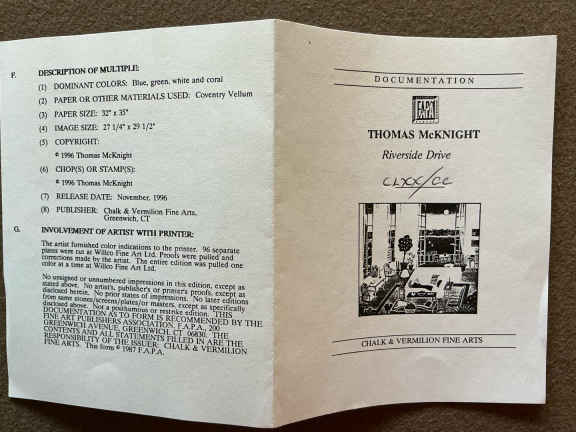 F. DESCRIPTION OF MULTIPLE:
(1) DOMINANT COLORS: Blue, green, white and coral
(2) PAPER OR OTHER MATERIALS USED: Coventry Vellum
(3) PAPER SIZE: 32" x 35"
(4) IMAGE SIZE: 27 1/4" x 29 1/2"
(5) COPYRIGHT:
© 1996 Thomas McKnight
(6) CHOP(S) OR STAMP(S):
© 1996 Thomas McKnight
(7) RELEASE DATE: November, 1996
(8) PUBLISHER: Chalk & Vermilion Fine Arts,
Greenwich, CT
G. INVOLVEMENT OF ARTIST WITH PRINTER:
The artist furnished color indications to the printer. 96 separate
plates were cut at Willco Fine Art Ltd. Proofs were pulled and
corrections made by the artist. The entire edition was pulled one
color at a time at Willco Fine Art Ltd.
No unsigned or unnumbered impressions in this edition, except as
stated above. No artist's, publisher's or printer's proofs, except as
disclosed herein. No prior states of impressions. No later editions
from same stones/screens/plates/or masters, except as specifically
disclosed above. Not a posthumous or restrike edition. THIS
DOCUMENTATION AS TO FORM IS RECOMMENDED BY THE
FINE ART PUBLISHERS ASSOCIATION. F.A.P.A., 200
GREENWICH AVENUE, GREENWICH, CT. 06830. THE
CONTENTS AND ALL STATEMENTS FILLED IN ARE THE
RESPONSIBILITY OF THE ISSUER: CHALK & VERMILION
FINE ARTS. This form © 1987 F.A.P.A.
DOCUMENTATION
F.A.P.A.
THOMAS McKNIGHT
Riverside Drive
CLXX/CC
CHALK & VERMILION FINE ARTS